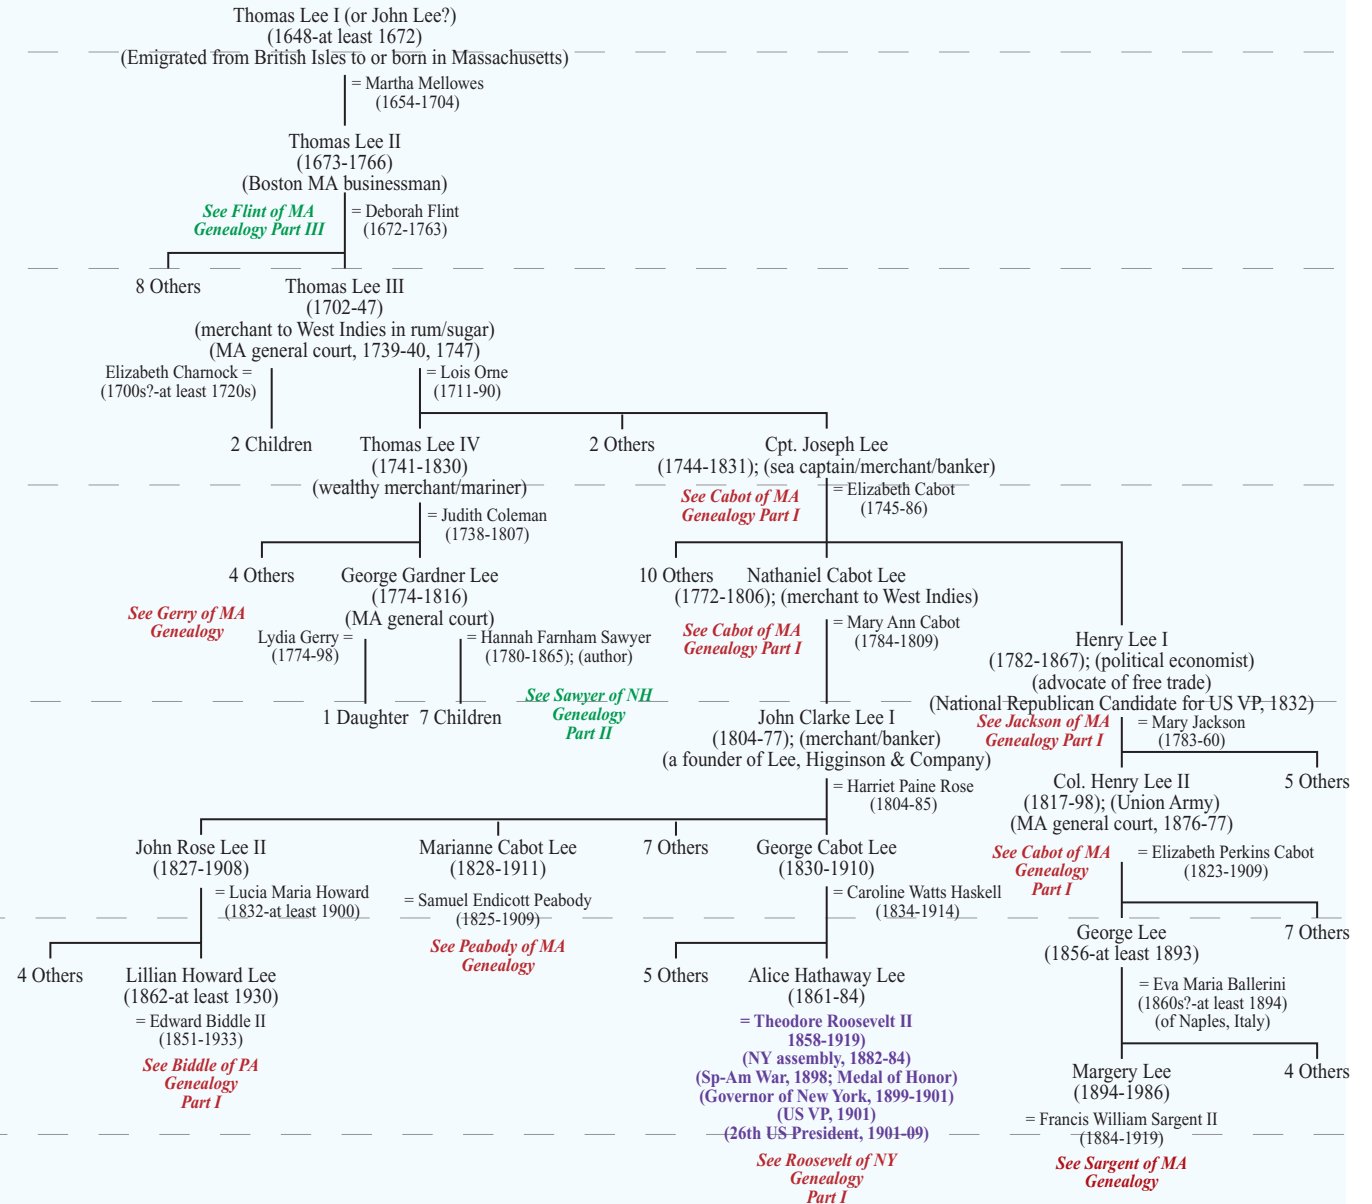 Thomas Lee I (or John Lee?)
(1648-at least 1672)
(Emigrated from British Isles to or born in Massachusetts)
= Martha Mellowes
(1654-1704)
Thomas Lee II
(1673-1766)
(Boston MA businessman)
See Flint of MA
Genealogy Part III
= Deborah Flint
(1672-1763)
8 Others
Thomas Lee III
(1702-47)
(merchant to West Indies in rum/sugar)
(MA general court, 1739-40, 1747)
Elizabeth Charnock =
(1700s?-at least 1720s)
= Lois Orne
(1711-90)
2 Children
Thomas Lee IV
(1741-1830)
(wealthy merchant/mariner)
2 Others
Cpt. Joseph Lee
(1744-1831); (sea captain/merchant/banker)
See Cabot of MA
Genealogy Part I
= Elizabeth Cabot
(1745-86)
= Judith Coleman
(1738-1807)
4 Others
George Gardner Lee
(1774-1816)
(MA general court)
10 Others
Nathaniel Cabot Lee
(1772-1806); (merchant to West Indies)
See Gerry of MA
Genealogy
Lydia Gerry =
(1774-98)
= Hannah Farnham Sawyer
(1780-1865); (author)
See Cabot of MA
Genealogy Part I
= Mary Ann Cabot
(1784-1809)
Henry Lee I
(1782-1867); (political economist)
(advocate of free trade)
(National Republican Candidate for US VP, 1832)
1 Daughter
7 Children
See Sawyer of NH
Genealogy
Part II
John Clarke Lee I
(1804-77); (merchant/banker)
(a founder of Lee, Higginson & Company)
See Jackson of MA
Genealogy Part I
= Mary Jackson
(1783-60)
= Harriet Paine Rose
(1804-85)
Col. Henry Lee II
(1817-98); (Union Army)
(MA general court, 1876-77)
5 Others
John Rose Lee II
(1827-1908)
Marianne Cabot Lee
(1828-1911)
7 Others
George Cabot Lee
(1830-1910)
See Cabot of MA
Genealogy
Part I
= Elizabeth Perkins Cabot
(1823-1909)
= Lucia Maria Howard
(1832-at least 1900)
= Samuel Endicott Peabody
(1825-1909)
See Peabody of MA
Genealogy
= Caroline Watts Haskell
(1834-1914)
George Lee
(1856-at least 1893)
7 Others
4 Others
Lillian Howard Lee
(1862-at least 1930)
= Edward Biddle II
(1851-1933)
See Biddle of PA
Genealogy
Part I
5 Others
Alice Hathaway Lee
(1861-84)
= Theodore Roosevelt II
1858-1919)
(NY assembly, 1882-84)
(Sp-Am War, 1898; Medal of Honor)
(Governor of New York, 1899-1901)
(US VP, 1901)
(26th US President, 1901-09)
See Roosevelt of NY
Genealogy
Part I
= Eva Maria Ballerini
(1860s?-at least 1894)
(of Naples, Italy)
Margery Lee
(1894-1986)
4 Others
= Francis William Sargent II
(1884-1919)
See Sargent of MA
Genealogy